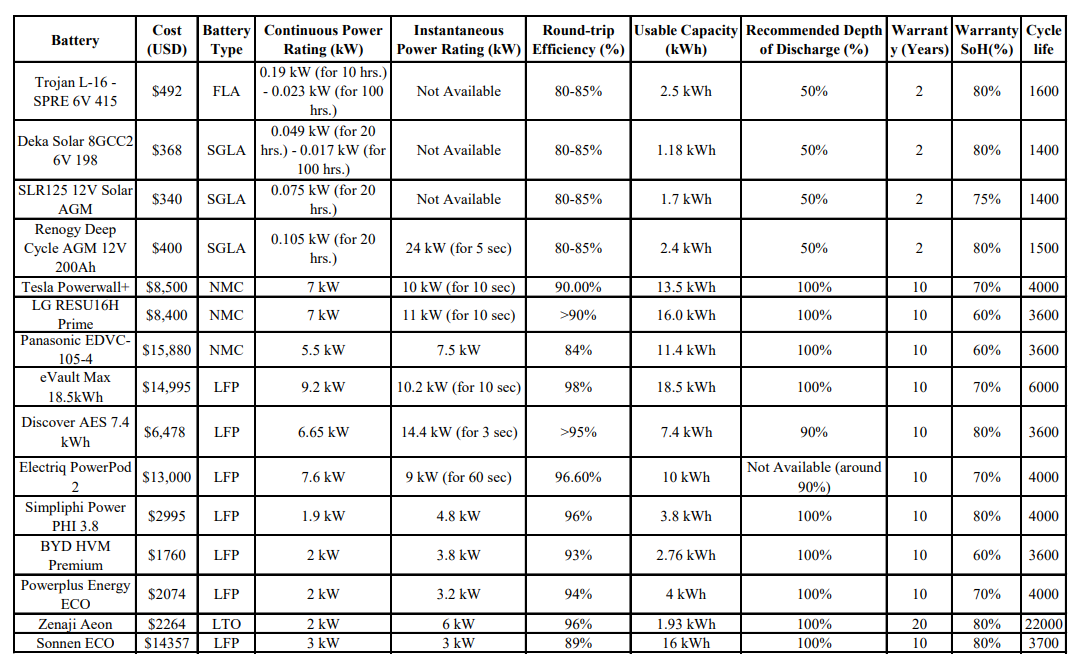 Battery Cost (USD) Battery Type Continuous Power Rating (kW) Instantaneous Power Rating (kW) Round-trip Efficiency (%) Usable Capacity (kWh) Recommended Depth of Discharge (%) Warrant y (Years) Warranty SoH(%) Cycle life
Trojan L-16 - SPRE 6V 415 $492 FLA 0.19 kW (for 10 hrs.) - 0.023 kW (for 100 hrs.) Not Available 80-85% 2.5 kWh 50% 2 80% 1600
Deka Solar 8GCC2 6V 198 $368 SGLA 0.049 kW (for 20 hrs.) - 0.017 kW (for 100 hrs.) Not Available 80-85% 1.18 kWh 50% 2 80% 1400
SLR125 12V Solar AGM $340 SGLA 0.075 kW (for 20 hrs.) Not Available 80-85% 1.7 kWh 50% 2 75% 1400
Renogy Deep Cycle AGM 12V 200Ah $400 SGLA 0.105 kW (for 20 hrs.) 24 kW (for 5 sec) 80-85% 2.4 kWh 50% 2 80% 1500
Tesla Powerwall+ $8,500 NMC 7 kW 10 kW (for 10 sec) 90.00% 13.5 kWh 100% 10 70% 4000
LG RESU16H Prime $8,400 NMC 7 kW 11 kW (for 10 sec) >90% 16.0 kWh 100% 10 60% 3600
Panasonic EDVC-105-4 $15,880 NMC 5.5 kW 7.5 kW 84% 11.4 kWh 100% 10 60% 3600
eVault Max 18.5kWh $14,995 LFP 9.2 kW 10.2 kW (for 10 sec) 98% 18.5 kWh 100% 10 70% 6000
Discover AES 7.4 kWh $6,478 LFP 6.65 kW 14.4 kW (for 3 sec) >95% 7.4 kWh 90% 10 80% 3600
Electriq PowerPod 2 $13,000 LFP 7.6 kW 9 kW (for 60 sec) 96.60% 10 kWh Not Available (around 90%) 10 70% 4000
Simpliphi Power PHI 3.8 $2995 LFP 1.9 kW 4.8 kW 96% 3.8 kWh 100% 10 80% 4000
BYD HVM Premium $1760 LFP 2 kW 3.8 kW 93% 2.76 kWh 100% 10 60% 3600
Powerplus Energy ECO $2074 LFP 2 kW 3.2 kW 94% 4 kWh 100% 10 70% 4000
Zenaji Aeon $2264 LTO 2 kW 6 kW 96% 1.93 kWh 100% 20 80% 22000
Sonnen ECO $14357 LFP 3 kW 3 kW 89% 16 kWh 100% 10 80% 3700